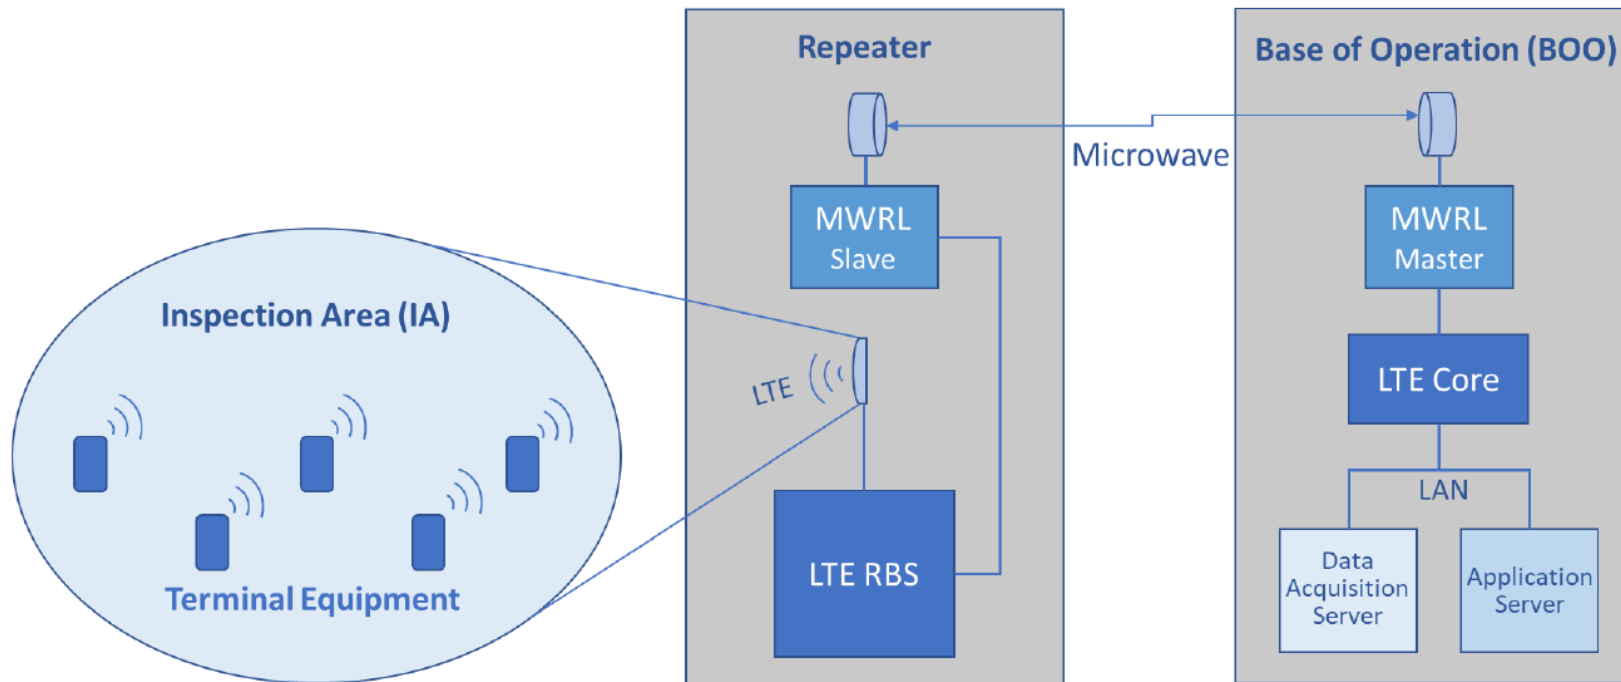 Repeater
Base of Operation (BOO)
Microwave
MWRL
Slave
MWRL
Master
Inspection Area (IA)
LTE
LTE Core
LAN
LTE RBS
Data
Acquisition
Server
Application
Server
Terminal Equipment